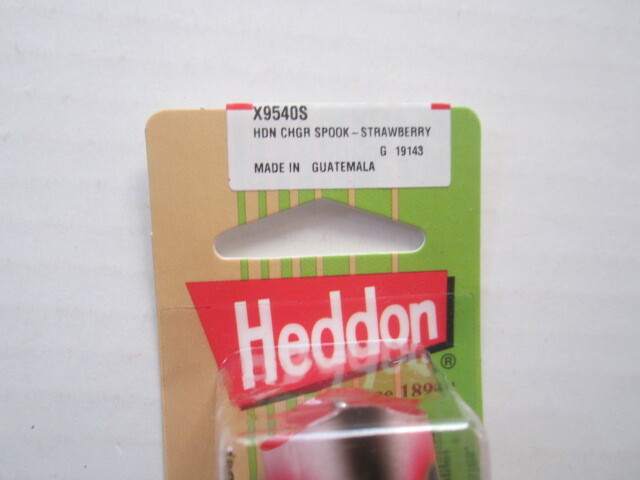 X9540S
HDN CHGR SPOOK – STRAWBERRY
G 19143
MADE IN GUATEMALA
Heddon®